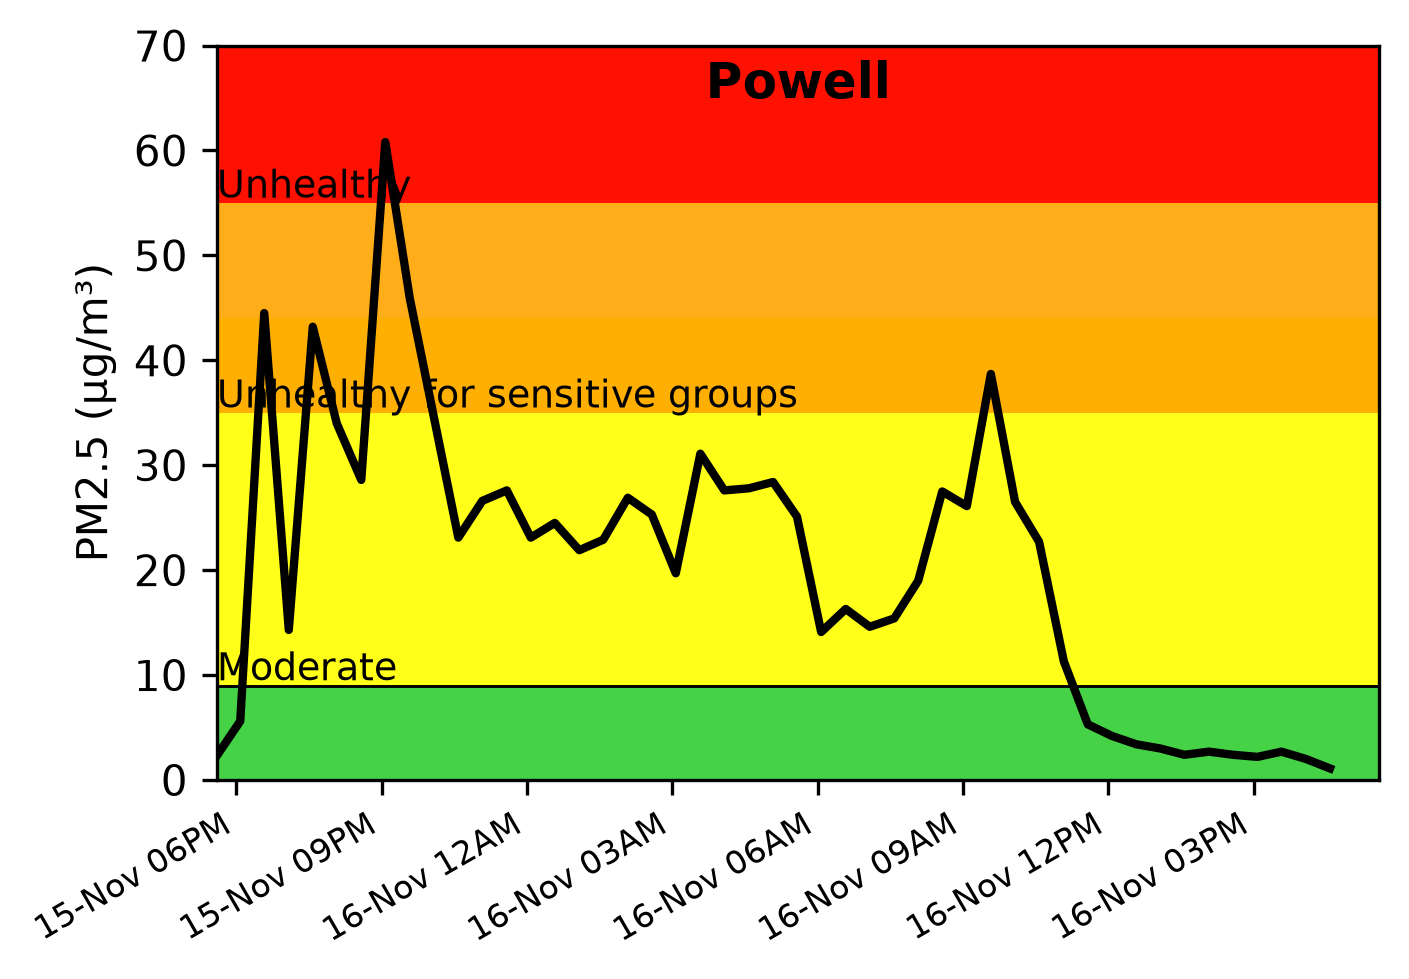 Powell
70
60
50
40
30
20
10
0
PM2.5 (µg/m³)
Unhealthy
Unhealthy for sensitive groups
Moderate
15-Nov 06PM
15-Nov 09PM
16-Nov 12AM
16-Nov 03AM
16-Nov 06AM
16-Nov 09AM
16-Nov 12PM
16-Nov 03PM